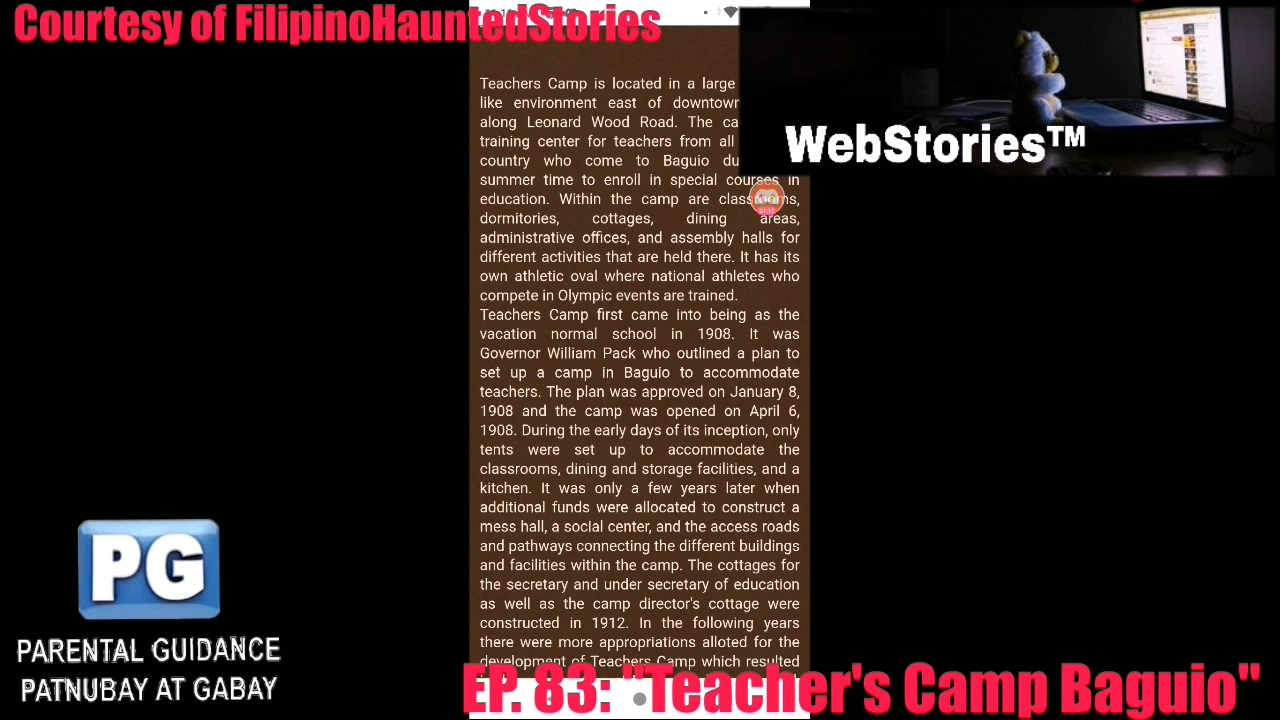 Courtesy of FilipinoHauntedStories
WebStories™
Teachers Camp is located in a large
like environment east of downtown
along Leonard Wood Road. The
training center for teachers from all
country who come to Baguio
summer time to enroll in special courses in
education. Within the camp are classrooms,
dormitories, cottages, dining areas,
administrative offices, and assembly halls for
different activities that are held there. It has its
own athletic oval where national athletes who
compete in Olympic events are trained.
Teachers Camp first came into being as the
vacation normal school in 1908. It was
Governor William Pack who outlined a plan to
set up a camp in Baguio to accommodate
teachers. The plan was approved on January 8,
1908 and the camp was opened on April 6,
1908. During the early days of its inception, only
tents were set up to accommodate the
classrooms, dining and storage facilities, and a
kitchen. It was only a few years later when
additional funds were allocated to construct a
mess hall, a social center, and the access roads
and pathways connecting the different buildings
and facilities within the camp. The cottages for
the secretary and under secretary of education
as well as the camp director's cottage were
constructed in 1912. In the following years
there were more appropriations alloted for the
development of Teachers Camp which resulted
PG
PARENTAL GUIDANCE
PATNUBAY AT GABAY
EP. 83: "Teacher's Camp Baguio"